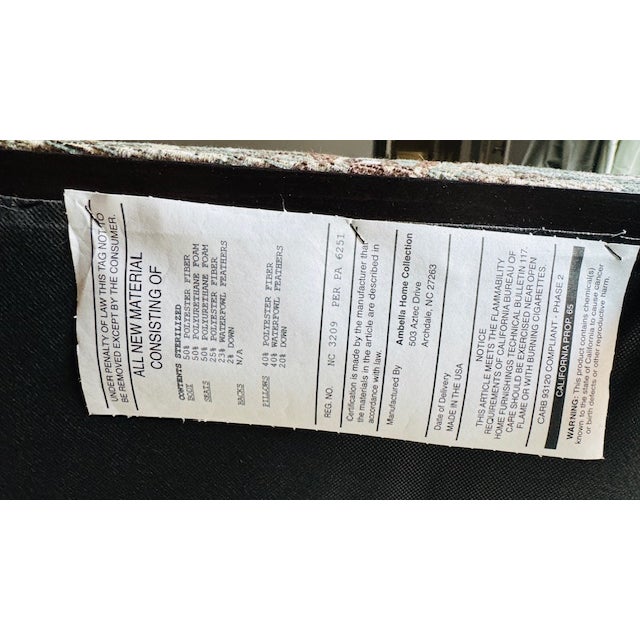 UNDER PENALTY OF LAW THIS TAG NOT TO
BE REMOVED EXCEPT BY THE CONSUMER.
ALL NEW MATERIAL
CONSISTING OF
CONTENTS STERILIZED
50% POLYESTER FIBER
BODY 50% POLYURETHANE FOAM
SEATS 50% POLYURETHANE FOAM
25% POLYESTER FIBER
23% WATERFOWL FEATHERS
2% DOWN
BACKS N/A
PILLOWS 40% POLYESTER FIBER
40% WATERFOWL FEATHERS
20% DOWN
REG. NO. NC 3209 PER PA 6251
Certification is made by the manufacturer that
the materials in the article are described in
accordance with law.
Manufactured By Ambella Home Collection
503 Aztec Drive
Archdale, NC 27263
Date of Delivery
MADE IN THE USA
NOTICE
THIS ARTICLE MEETS THE FLAMMABILITY
REQUIREMENTS OF CALIFORNIA BUREAU OF
HOME FURNISHINGS TECHNICAL BULLETIN 117.
CARE SHOULD BE EXERCISED NEAR OPEN
FLAME OR WITH BURNING CIGARETTES.
CARB 93120 COMPLIANT - PHASE 2
CALIFORNIA PROP. 65
WARNING: This product contains chemical(s)
known to the state of California to cause cancer
or birth defects or other reproductive harm.